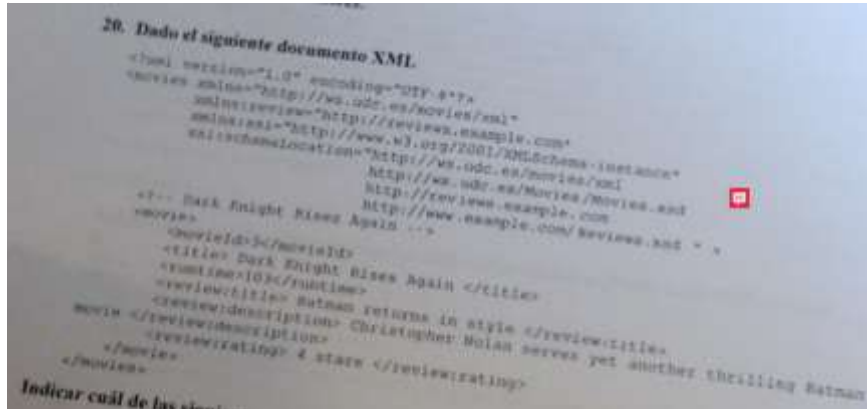 20. Dado el siguiente documento XML
<?xml version="1.0" encoding="UTF-8"?>
<movies xmlns="http://ws.udc.es/movies/xml"
xmlns:review="http://reviews.example.com"
xmlns:xsi="http://www.w3.org/2001/XMLSchema-instance"
xsi:schemaLocation="http://ws.udc.es/movies/xml
http://ws.udc.es/Movies/Movies.xsd
http://reviews.example.com
http://www.example.com/Reviews.xsd " >
<!-- Dark Knight Rises Again -->
<movie>
<movieId>3</movieId>
<title> Dark Knight Rises Again </title>
<runtime>103</runtime>
<review:title> Batman returns in style </review:title>
<review:description> Christopher Nolan serves yet another thrilling Batman
movie </review:description>
<review:rating> 4 stars </review:rating>
</movie>
</movies>
Indicar cuál de las